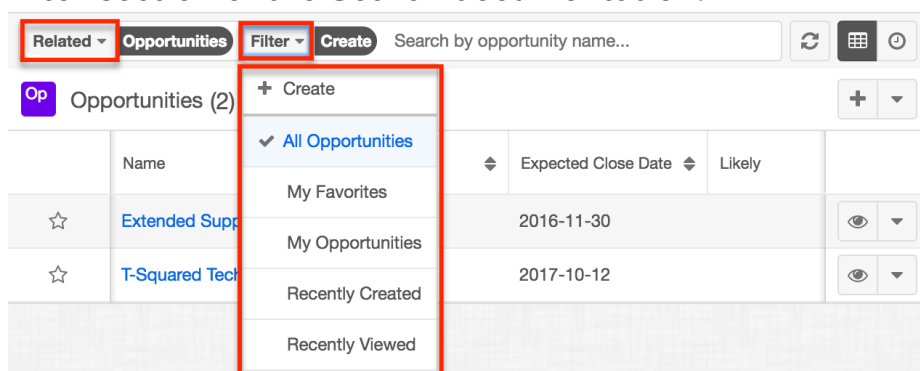 Related Opportunities Filter Create Search by opportunity name...
Op Opportunities (2)
Create
All Opportunities
My Favorites
My Opportunities
Recently Created
Recently Viewed
Name Expected Close Date Likely
Extended Supp 2016-11-30
T-Squared Tech 2017-10-12